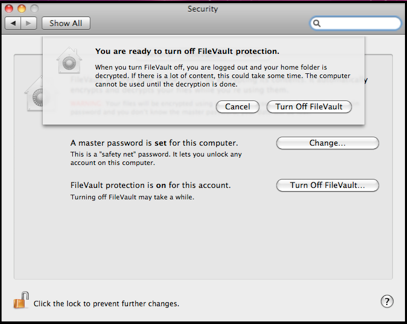 Security
Show All
You are ready to turn off FileVault protection.
When you turn FileVault off, you are logged out and your home folder is
decrypted. If there is a lot of content, this could take some time. The computer
cannot be used until the decryption is done.
Cancel
Turn Off FileVault
A master password is set for this computer.
Change...
This is a "safety net" password. It lets you unlock any
account on this computer.
FileVault protection is on for this account.
Turn Off FileVault...
Turning off FileVault may take a while.
Click the lock to prevent further changes.
?